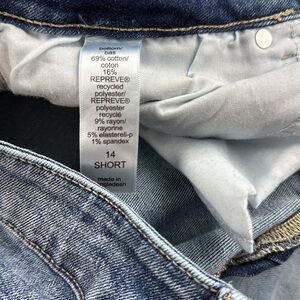 bottom/
bas
69% cotton/
coton
16%
REPREVE®
recycled
polyester/
REPREVE®
polyester
recyclé
9% rayon/
rayonne
5% elasterell-p
1% spandex
14
SHORT
made in
bangladesh